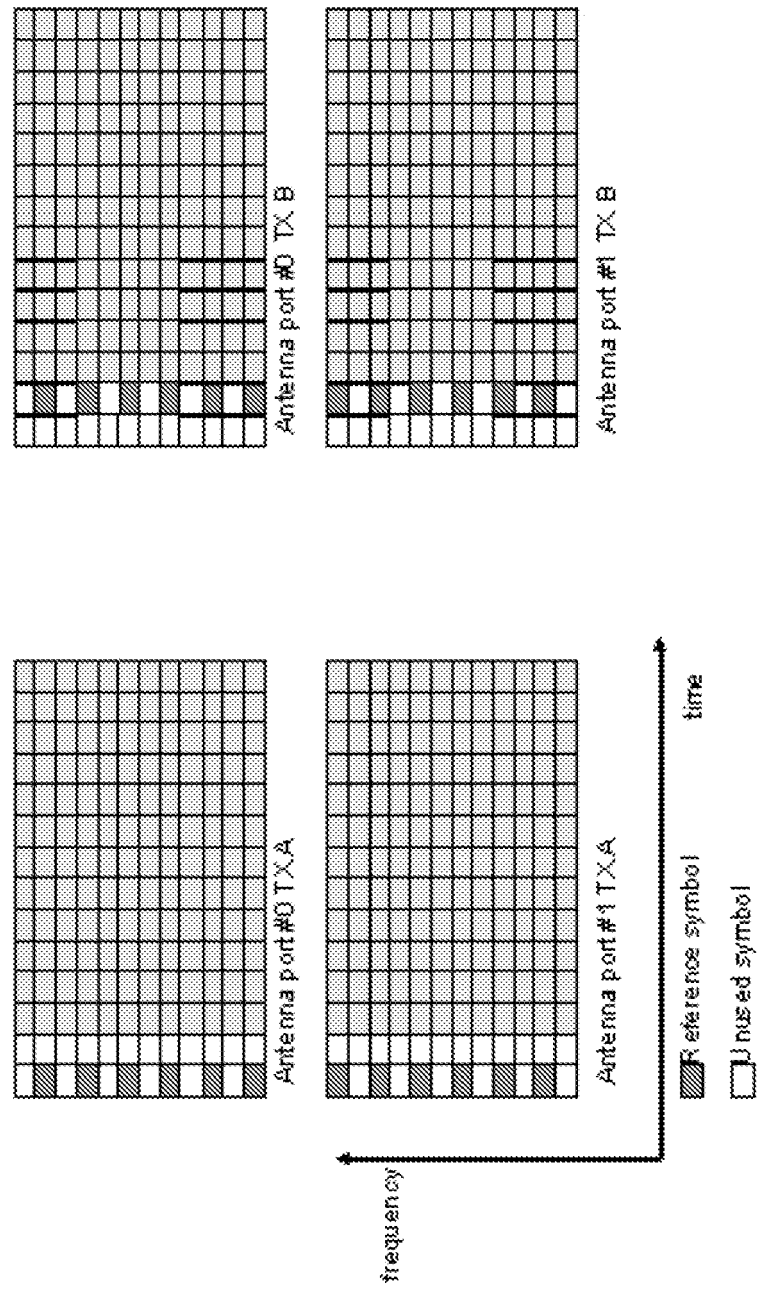 Antenna port #0 TX A
Antenna port #0 TX B
Antenna port #1 TX A
Antenna port #1 TX B
frequency
time
Reference symbol
Unused symbol